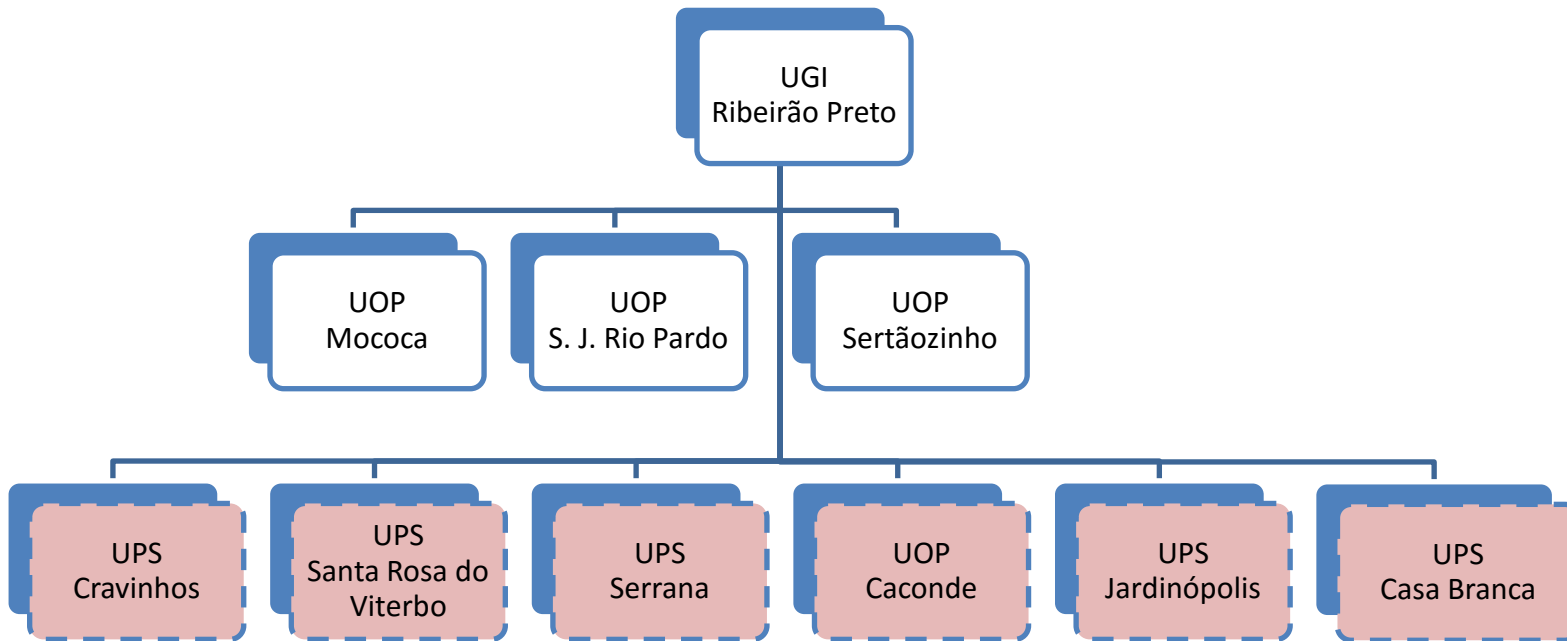 UGI
Ribeirão Preto
UOP
Mococa
UOP
S. J. Rio Pardo
UOP
Sertãozinho
UPS
Cravinhos
UPS
Santa Rosa do
Viterbo
UPS
Serrana
UOP
Caconde
UPS
Jardinópolis
UPS
Casa Branca